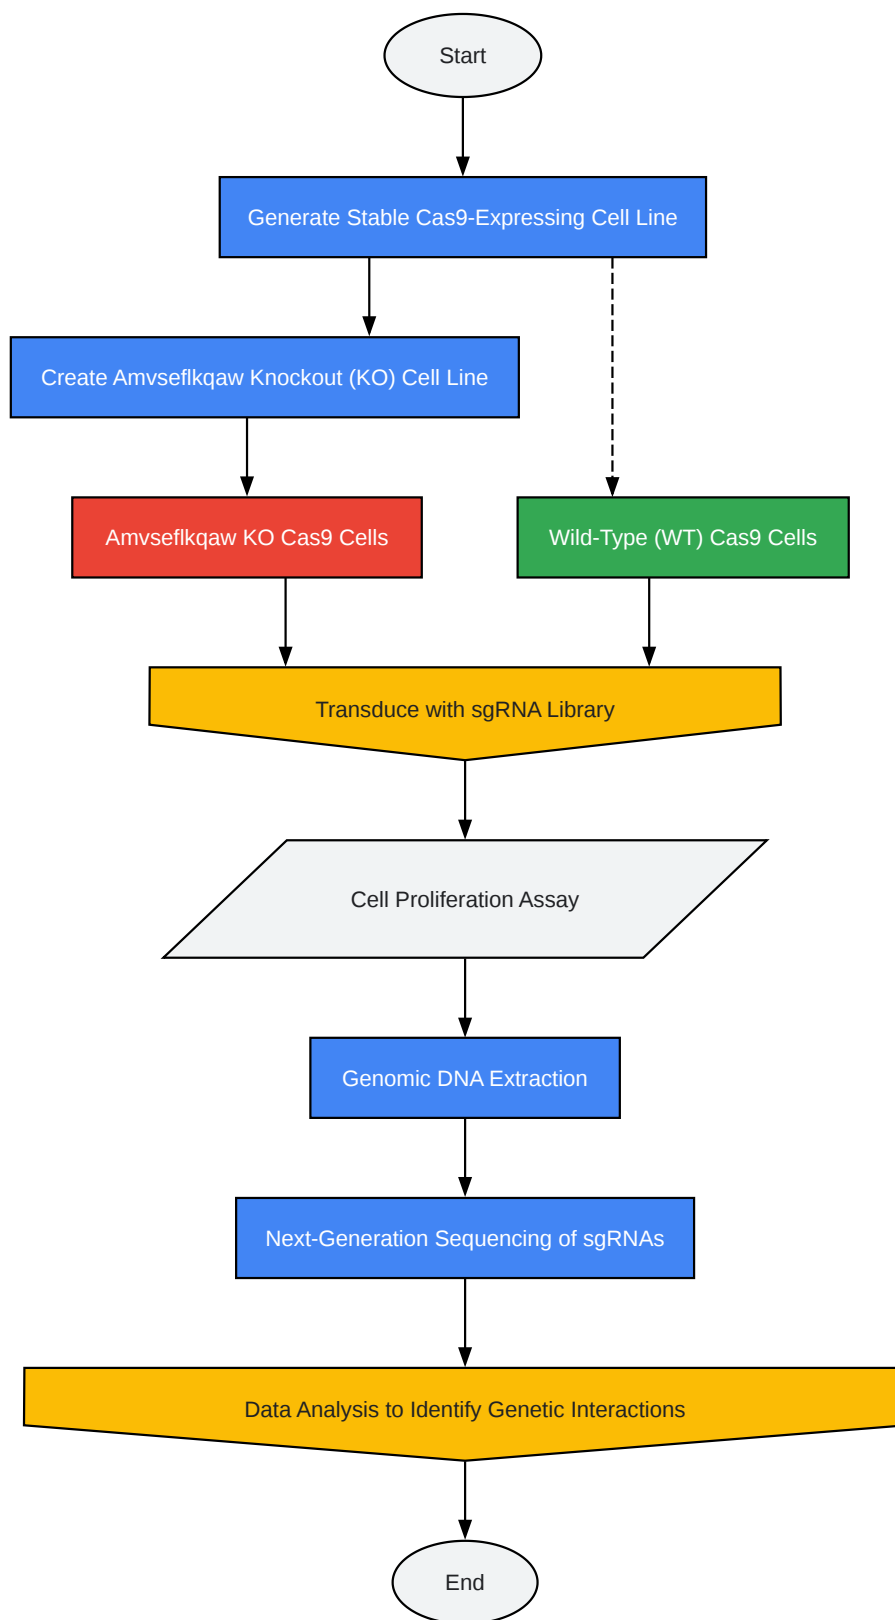 Start
Generate Stable Cas9-Expressing Cell Line
Create Amvseflkqaw Knockout (KO) Cell Line
Amvseflkqaw KO Cas9 Cells
Wild-Type (WT) Cas9 Cells
Transduce with sgRNA Library
Cell Proliferation Assay
Genomic DNA Extraction
Next-Generation Sequencing of sgRNAs
Data Analysis to Identify Genetic Interactions
End